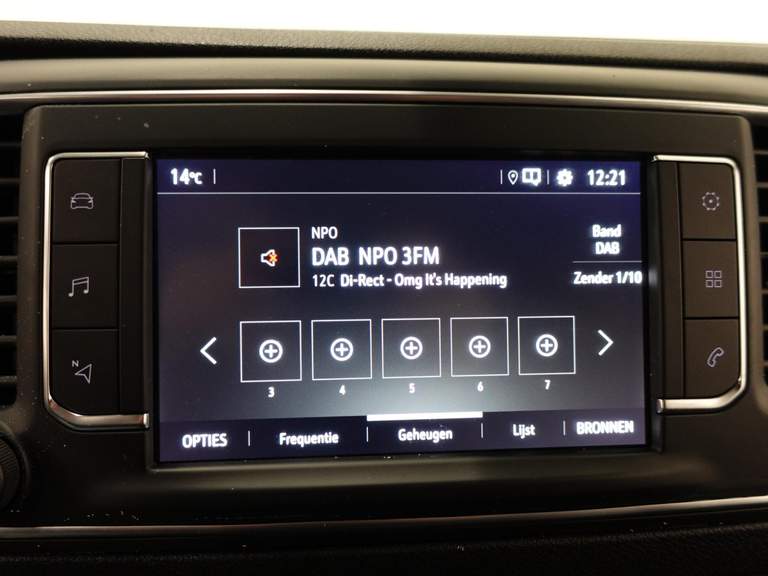 14°C
12:21
NPO
DAB NPO 3FM
12C Di-Rect - Omg It's Happening
Band
DAB
Zender 1/10
3 4 5 6 7
N
OPTIES Frequentie Geheugen Lijst BRONNEN